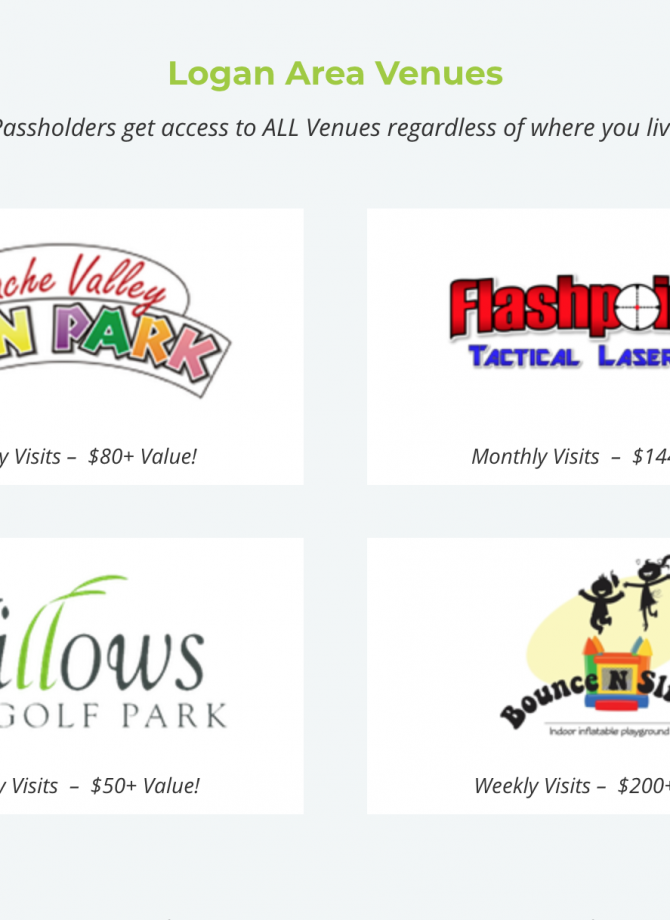 Logan Area Venues
Passholders get access to ALL Venues regardless of where you liv
che Valley
N PARK
Flashpoi
TACTICAL LASER
y Visits – $80+ Value!
Monthly Visits – $144
illows
GOLF PARK
Bounce N Sli
Indoor inflatable playground
y Visits – $50+ Value!
Weekly Visits – $200+